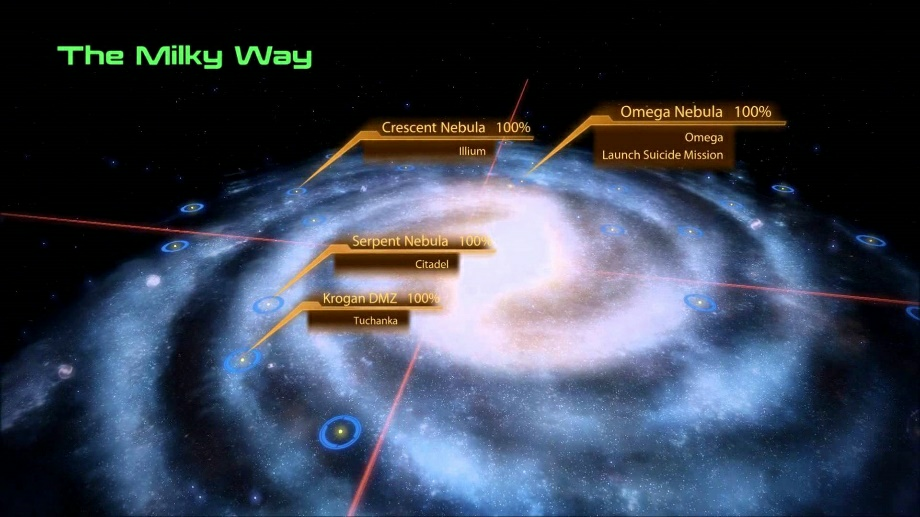 The Milky Way
Omega Nebula 100%
Omega
Launch Suicide Mission
Crescent Nebula 100%
Illium
Serpent Nebula 100%
Citadel
Krogan DMZ 100%
Tuchanka